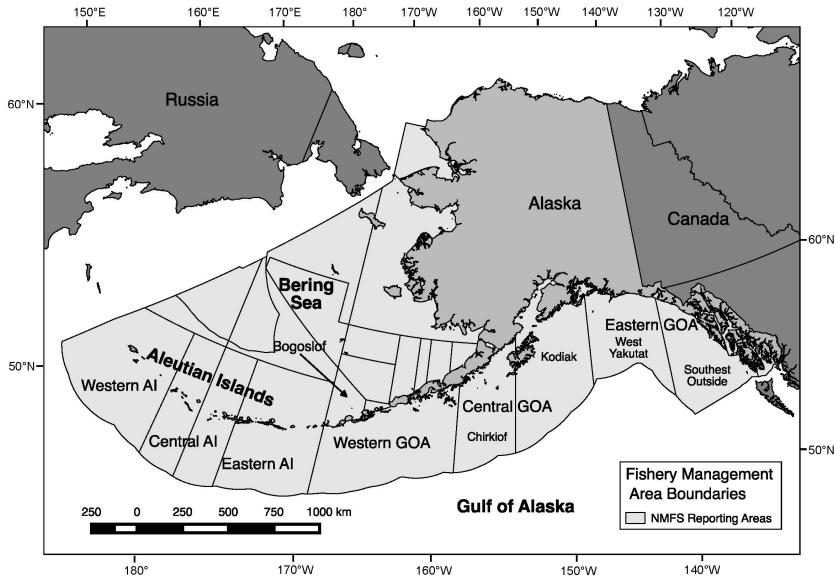 150°E 160°E 170°E 180° 170°W 160°W 150°W 140°W 130°W 120°W
60°N
Russia
Alaska
Canada
60°N
Bering
Sea
Bogoslof
Eastern GOA
West
Yakutat
50°N
Aleutian Islands
Kodiak
Southest
Outside
Western AI
Central GOA
Central AI
Western GOA
Chirkiof
50°N
Eastern AI
Fishery Management
Area Boundaries
NMFS Reporting Areas
Gulf of Alaska
250 0 250 500 750 1000 km
180° 170°W 160°W 150°W 140°W